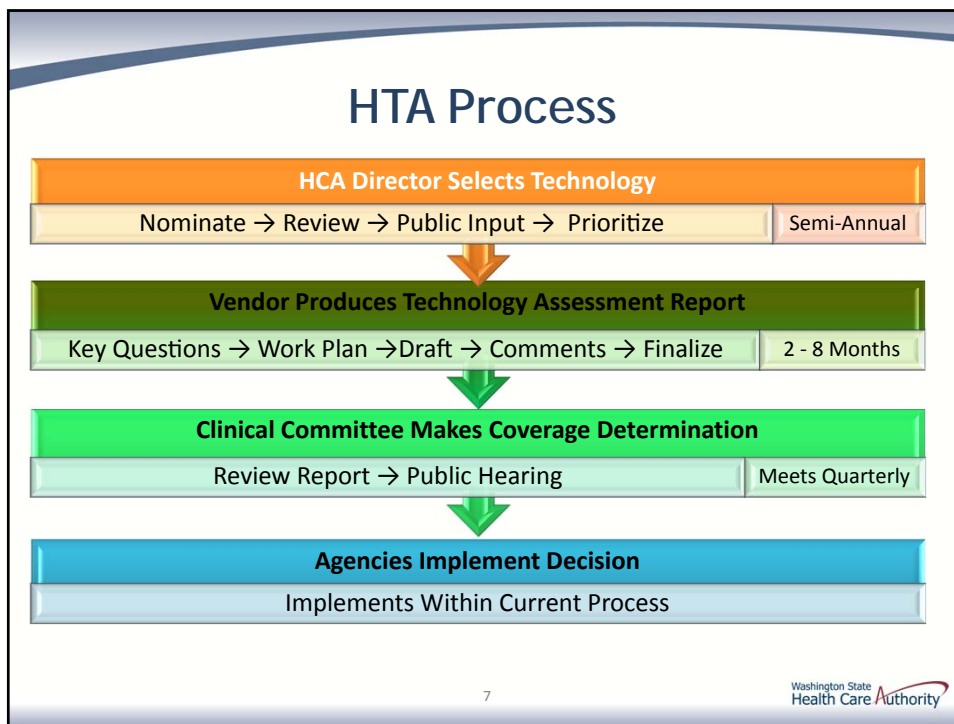 HTA Process
HCA Director Selects Technology
Nominate → Review → Public Input → Prioritize
Semi-Annual
Vendor Produces Technology Assessment Report
Key Questions → Work Plan →Draft → Comments → Finalize
2 - 8 Months
Clinical Committee Makes Coverage Determination
Review Report → Public Hearing
Meets Quarterly
Agencies Implement Decision
Implements Within Current Process
7
Washington State
Health Care Authority